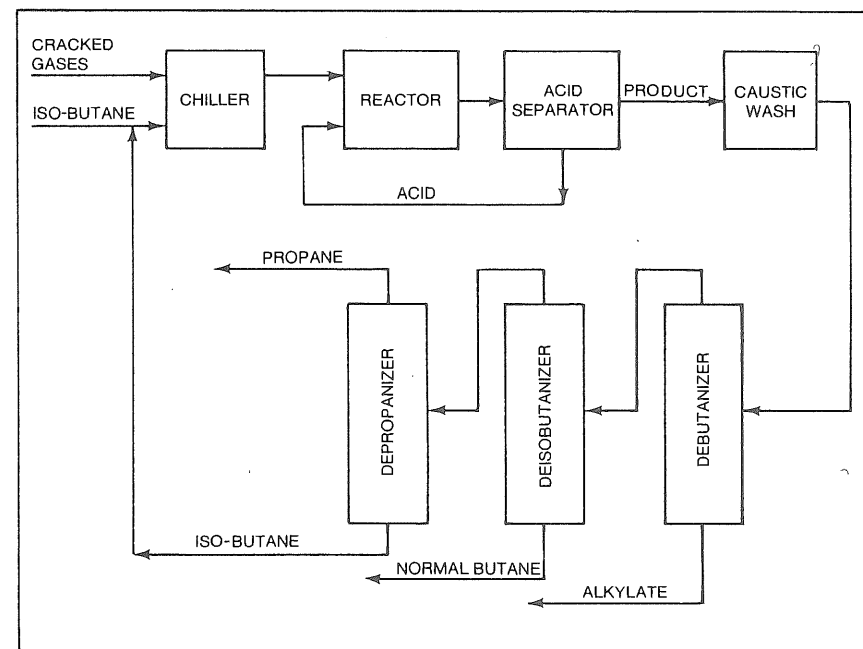 CRACKED
GASES
ISO-BUTANE
CHILLER
REACTOR
ACID
SEPARATOR
PRODUCT
CAUSTIC
WASH
ACID
PROPANE
DEPROPANIZER
DEISOBUTANIZER
DEBUTANIZER
ISO-BUTANE
NORMAL BUTANE
ALKYLATE